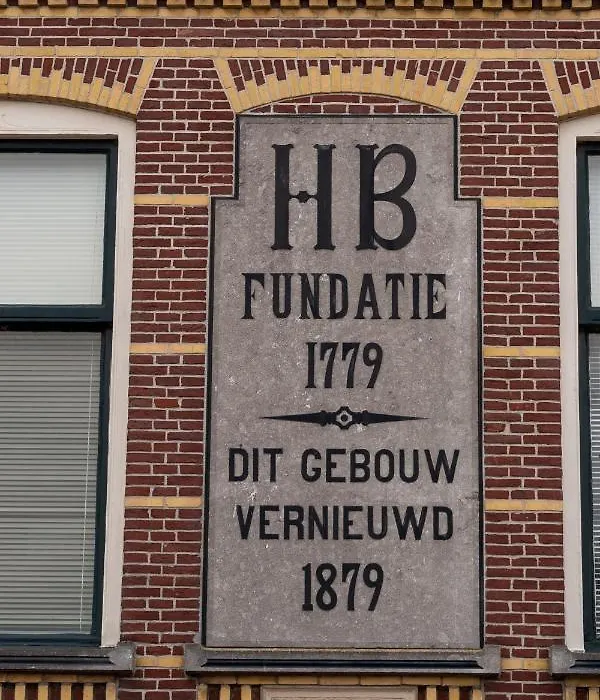 HB
FUNDATIE
1779
DIT GEBOUW
VERNIEUWD
1879